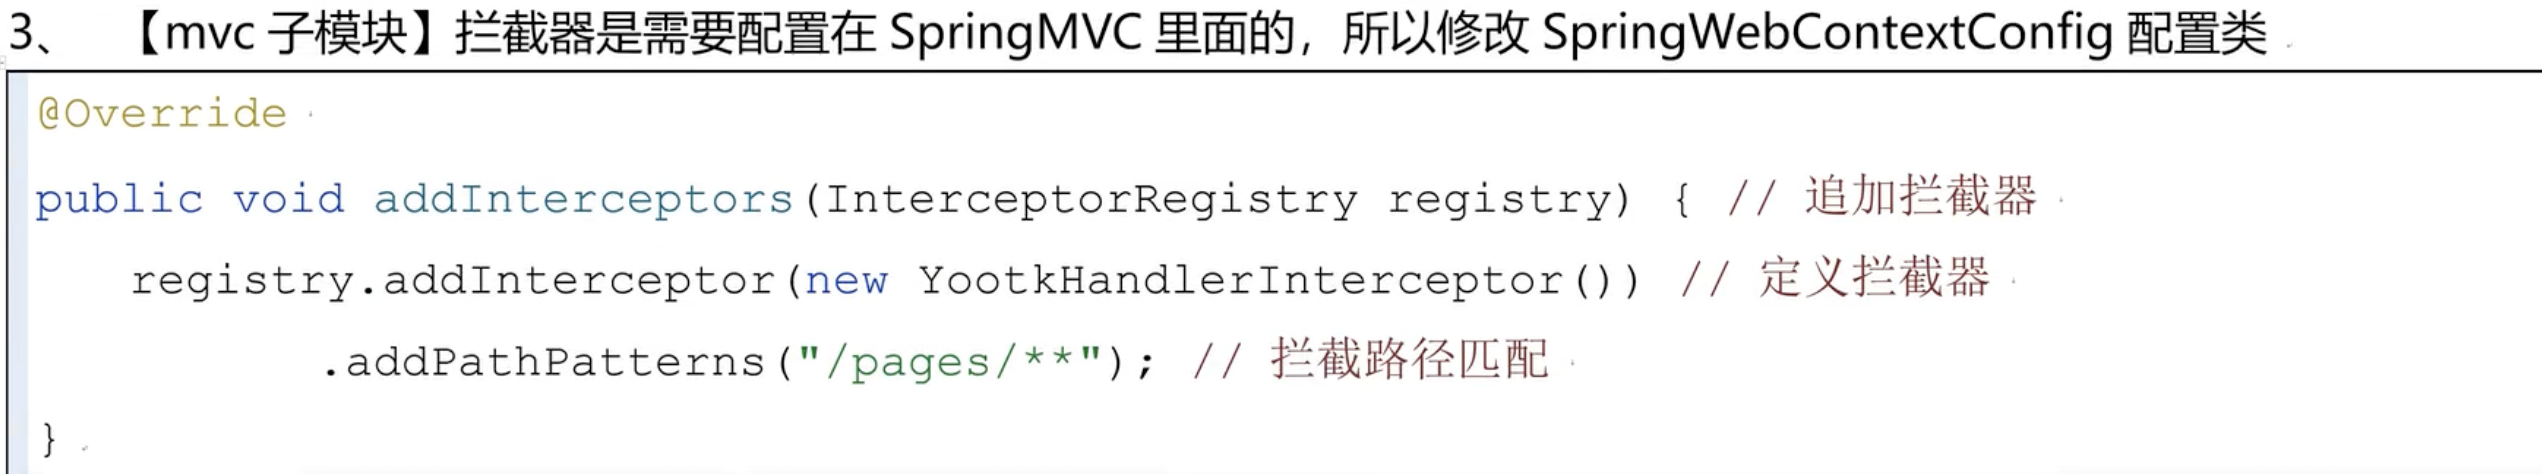 3、 【mvc 子模块】拦截器是需要配置在 SpringMVC 里面的，所以修改 SpringWebContextConfig 配置类
@Override
public void addInterceptors(InterceptorRegistry registry) { // 追加拦截器
registry.addInterceptor(new YootkHandlerInterceptor()) // 定义拦截器
.addPathPatterns("/pages/**"); // 拦截路径匹配
}